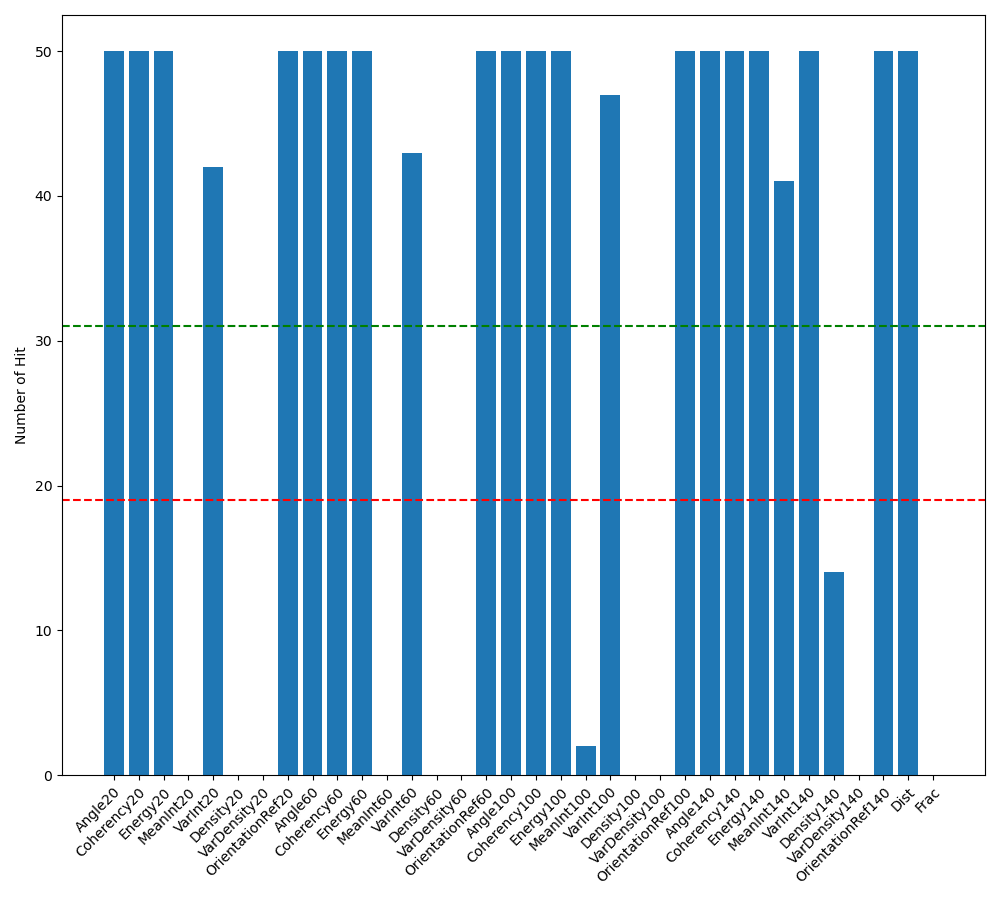 Number of Hit
50
40
30
20
10
0
Angle20
Coherency20
Energy20
MeanInt20
VarInt20
Density20
VarDensity20
OrientationRef20
Angle60
Coherency60
Energy60
MeanInt60
VarInt60
Density60
VarDensity60
OrientationRef60
Angle100
Coherency100
Energy100
MeanInt100
VarInt100
Density100
VarDensity100
OrientationRef100
Angle140
Coherency140
Energy140
MeanInt140
VarInt140
Density140
VarDensity140
OrientationRef140
Dist
Frac